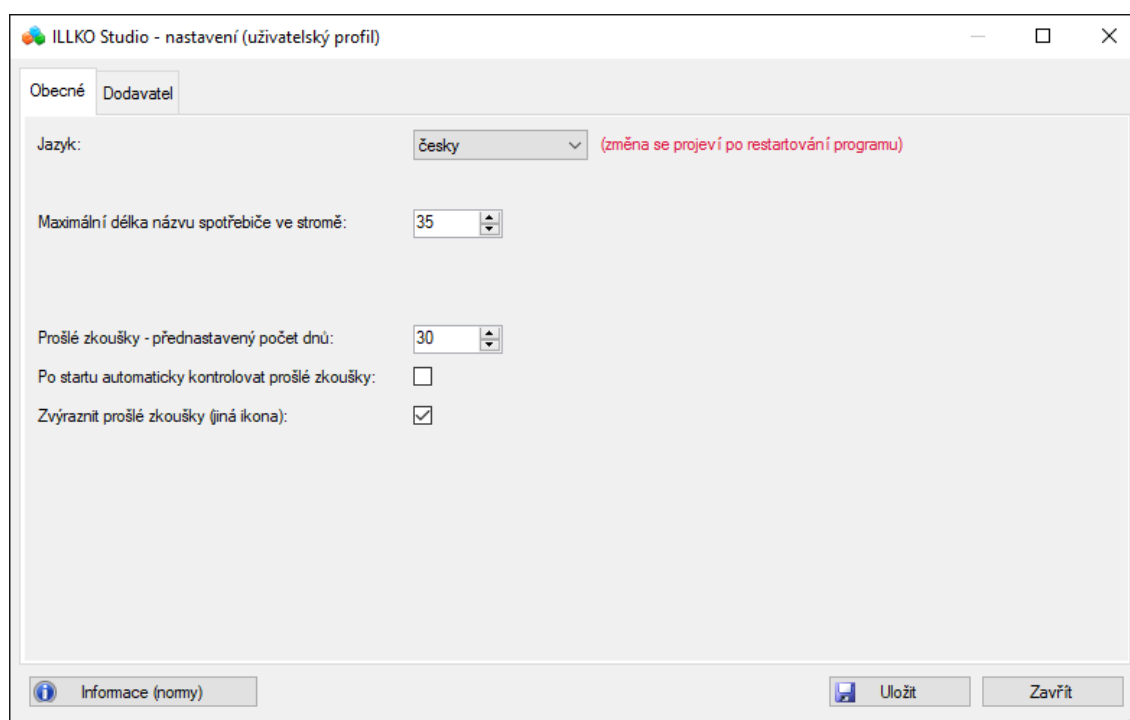 ILLKO Studio - nastavení (uživatelský profil)
Obecné Dodavatel
Jazyk: česky (změna se projeví po restartování programu)
Maximální délka názvu spotřebiče ve stromě: 35
Prošlé zkoušky - přednastavený počet dnů: 30
Po startu automaticky kontrolovat prošlé zkoušky:
Zvýraznit prošlé zkoušky (jiná ikona):
Informace (normy) Uložit Zavřít